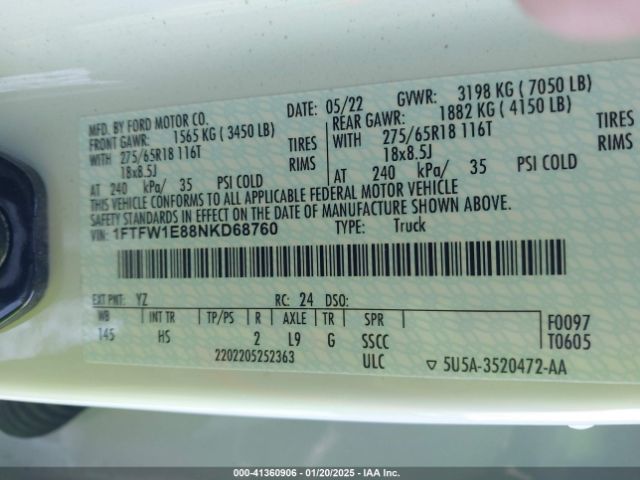 MFD. BY FORD MOTOR CO. DATE: 05/22 GVWR: 3198 KG ( 7050 LB)
FRONT GAWR: 1565 KG ( 3450 LB) REAR GAWR: 1882 KG ( 4150 LB)
WITH 275/65R18 116T TIRES WITH 275/65R18 116T TIRES
18x8.5J RIMS 18x8.5J RIMS
AT 240 kPa/ 35 PSI COLD AT 240 kPa/ 35 PSI COLD
THIS VEHICLE CONFORMS TO ALL APPLICABLE FEDERAL MOTOR VEHICLE
SAFETY STANDARDS IN EFFECT ON THE DATE OF MANUFACTURE SHOWN ABOVE.
VIN: 1FTFW1E88NKD68760 TYPE: Truck
EXT PNT: YZ RC: 24 DSO:
WB INT TR TP/PS R AXLE TR SPR F0097
145 HS 2 L9 G SSCC T0605
2202205252363 ULC ▽ 5U5A-3520472-AA
000-41360906 - 01/20/2025 - IAA Inc.